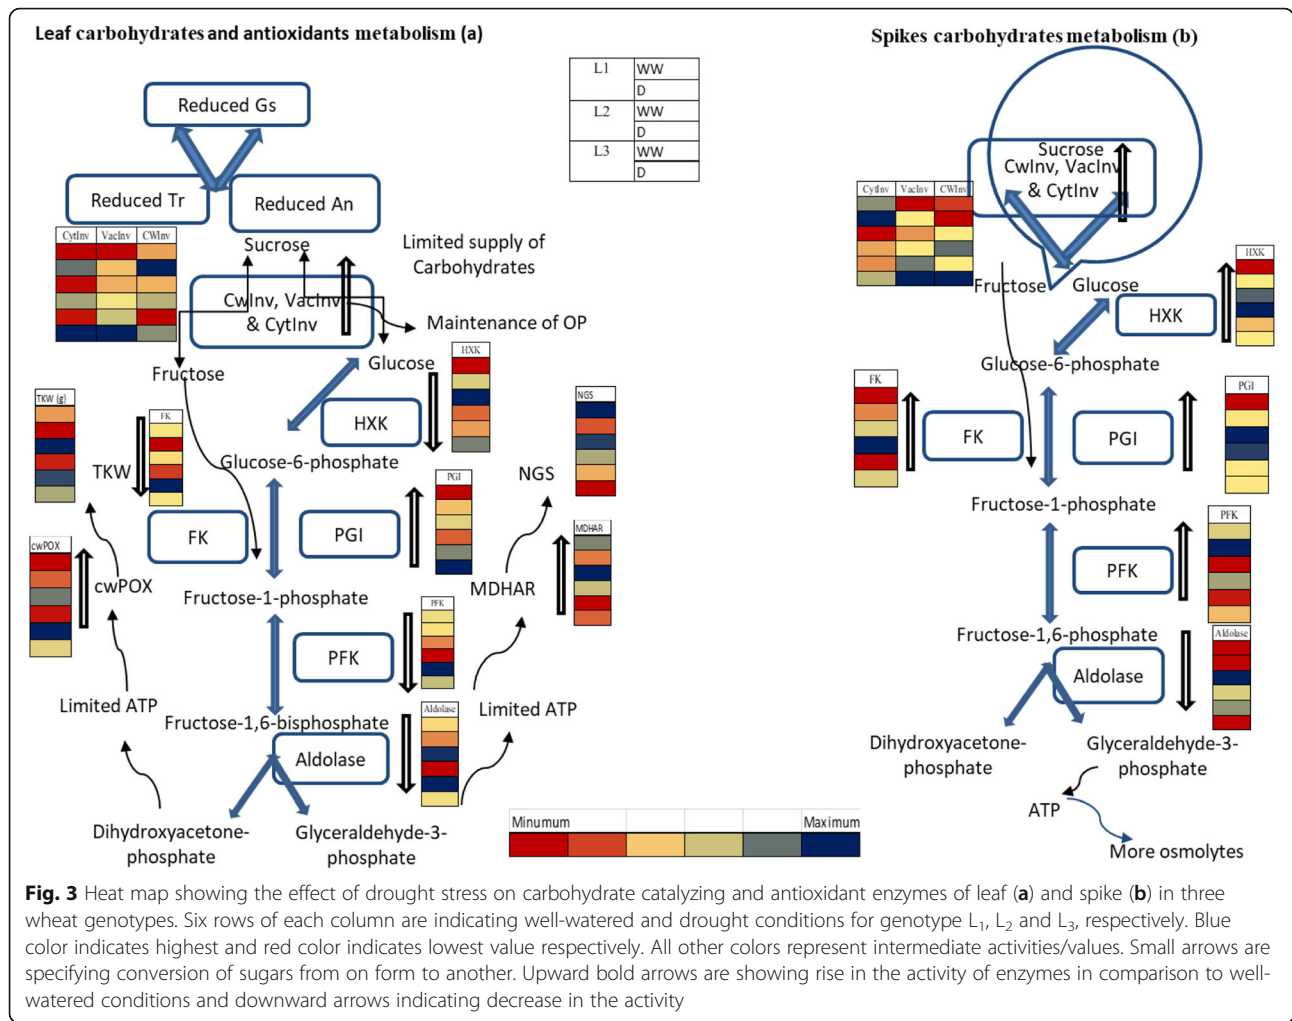 Leaf carbohydrates and antioxidants metabolism (a)
Spikes carbohydrates metabolism (b)
Reduced Gs
L1 WW
D
L2 WW
D
L3 WW
D
Reduced Tr
Reduced An
CytInv VacInv CWInv
Sucrose
Limited supply of
Carbohydrates
CwInv, VacInv
& CytInv
Maintenance of OP
Fructose
Glucose
HXK
HXK
TKW (g)
FK
TKW
NGS
NGS
Glucose-6-phosphate
PGI
FK
PGI
cwPOX
cwPOX
MDHAR
MDHAR
Fructose-1-phosphate
PFK
PFK
Limited ATP
Fructose-1,6-bisphosphate
Aldolase
Limited ATP
Aldolase
Dihydroxyacetone-
phosphate
Glyceraldehyde-3-
phosphate
Minumum Maximum
Sucrose
CwInv, VacInv
& CytInv
CytInv VacInv CWInv
Fructose
Glucose
HXK
HXK
Glucose-6-phosphate
FK
FK
PGI
PGI
Fructose-1-phosphate
PFK
PFK
Fructose-1,6-phosphate
Aldolase
Aldolase
Dihydroxyacetone-
phosphate
Glyceraldehyde-3-
phosphate
ATP
More osmolytes
Fig. 3 Heat map showing the effect of drought stress on carbohydrate catalyzing and antioxidant enzymes of leaf (a) and spike (b) in three
wheat genotypes. Six rows of each column are indicating well-watered and drought conditions for genotype L1, L2 and L3, respectively. Blue
color indicates highest and red color indicates lowest value respectively. All other colors represent intermediate activities/values. Small arrows are
specifying conversion of sugars from on form to another. Upward bold arrows are showing rise in the activity of enzymes in comparison to well-
watered conditions and downward arrows indicating decrease in the activity